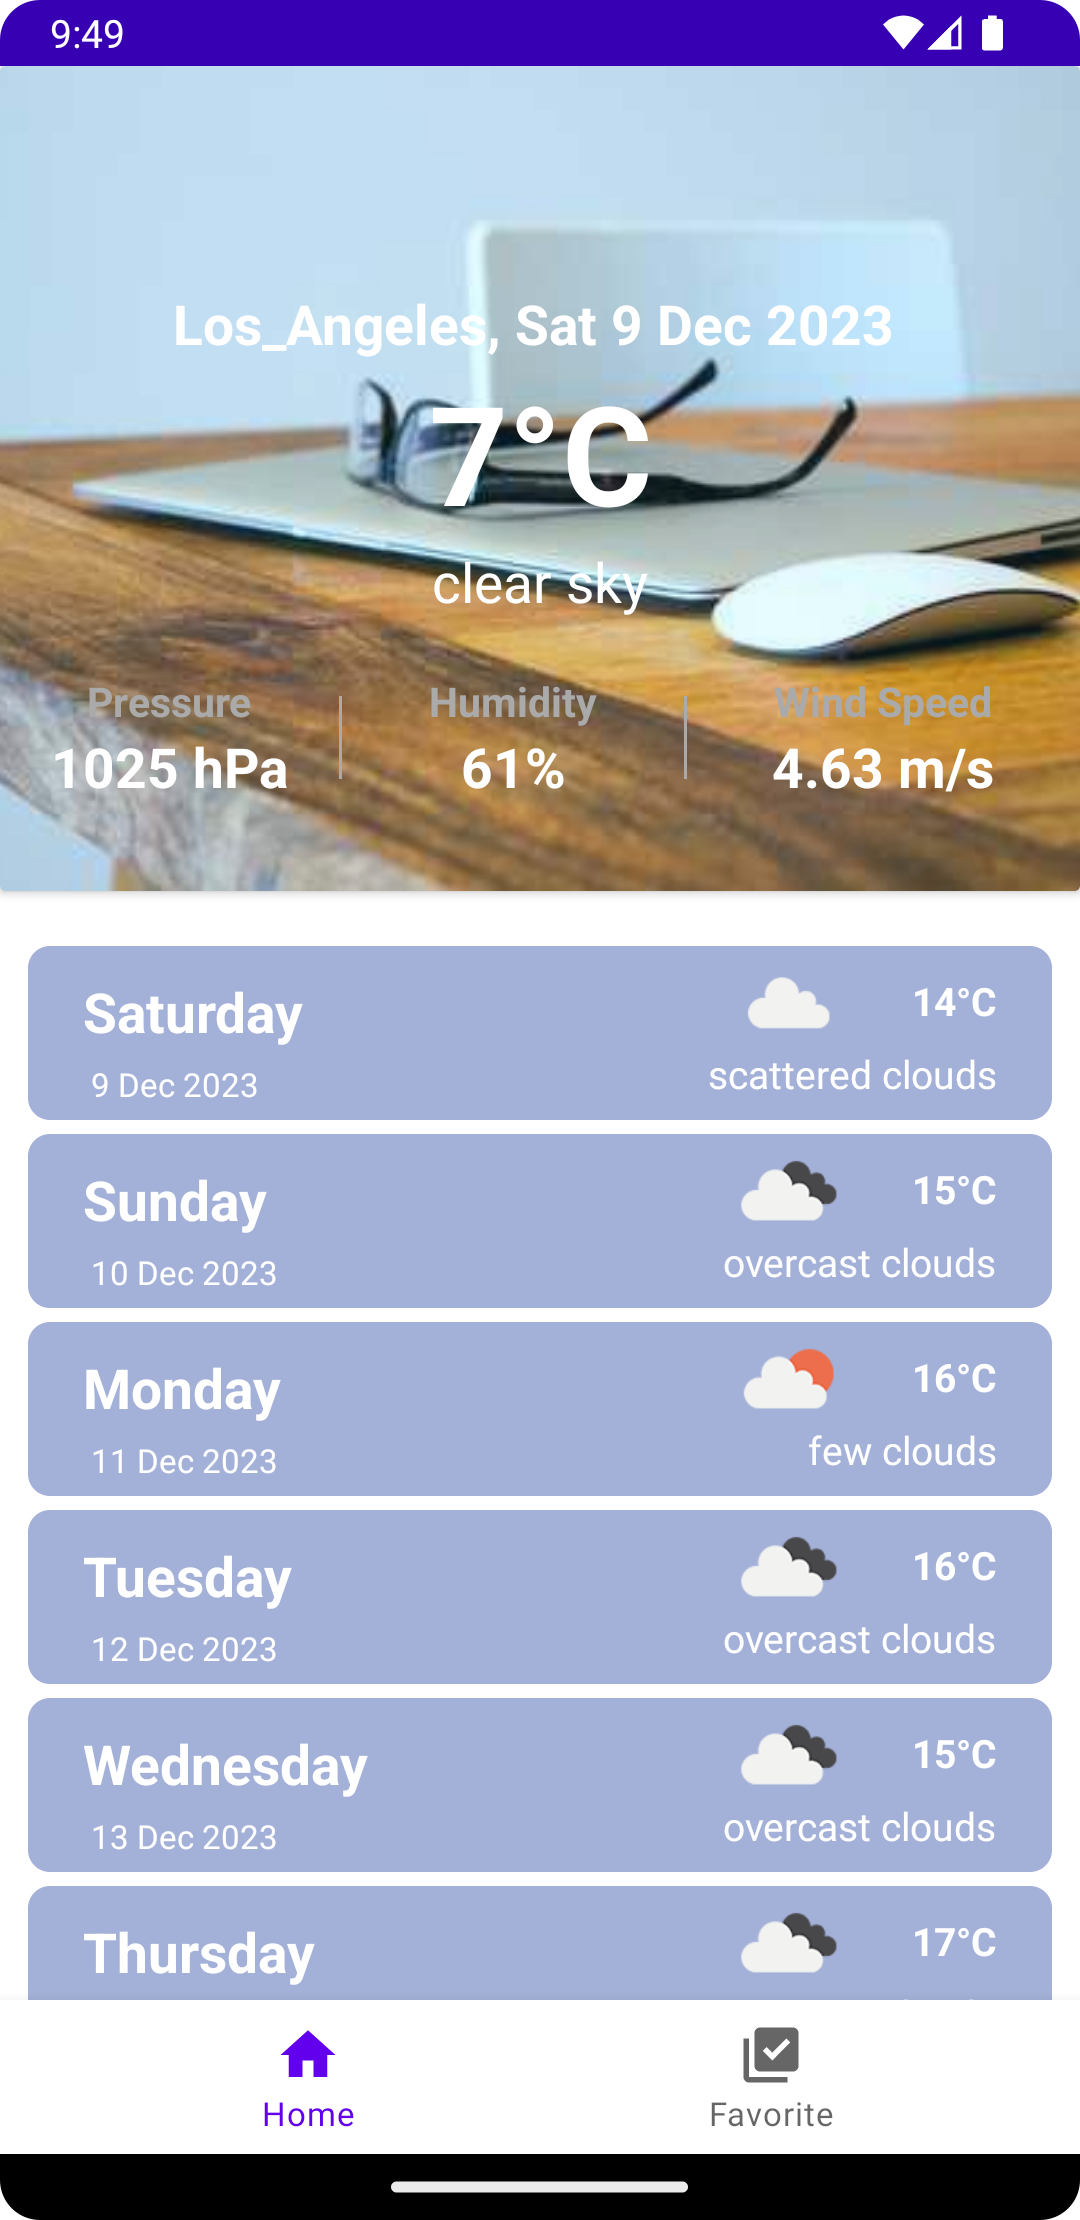 9:49
Los_Angeles, Sat 9 Dec 2023
7°C
clear sky
Pressure
1025 hPa
Humidity
61%
Wind Speed
4.63 m/s
Saturday
9 Dec 2023
14°C
scattered clouds
Sunday
10 Dec 2023
15°C
overcast clouds
Monday
11 Dec 2023
16°C
few clouds
Tuesday
12 Dec 2023
16°C
overcast clouds
Wednesday
13 Dec 2023
15°C
overcast clouds
Thursday
17°C
Home
Favorite